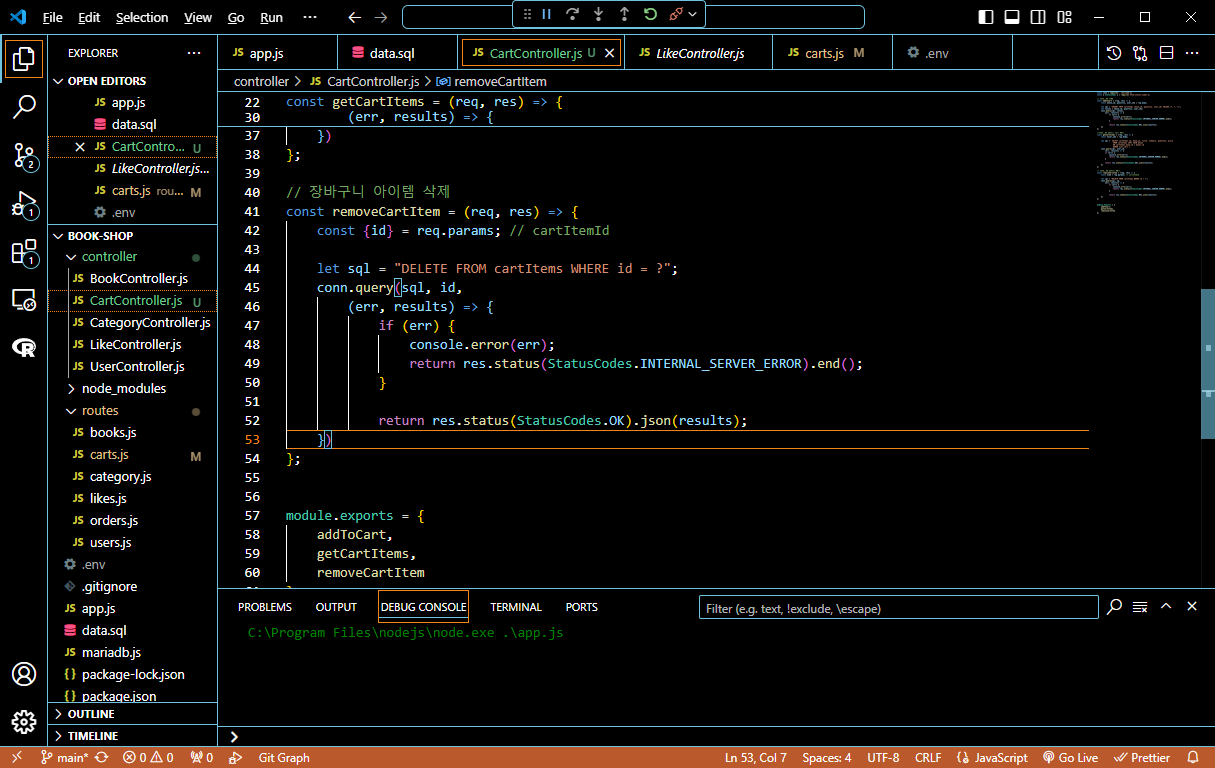 File Edit Selection View Go Run ···
EXPLORER ···
OPEN EDITORS
JS app.js
data.sql
JS CartContro... U
JS LikeController.js...
JS carts.js rou... M
.env
BOOK-SHOP
controller
JS BookController.js
JS CartController.js U
JS CategoryController.js
JS LikeController.js
JS UserController.js
node_modules
routes
JS books.js
JS carts.js M
JS category.js
JS likes.js
JS orders.js
JS users.js
.env
.gitignore
JS app.js
data.sql
JS mariadb.js
{} package-lock.json
{} package.json
OUTLINE
TIMELINE
2
1
1
JS app.js data.sql JS CartController.js U JS LikeController.js JS carts.js M .env ···
controller > JS CartController.js > removeCartItem
22 const getCartItems = (req, res) => {
30 (err, results) => {
37 })
38 };
39
40 // 장바구니 아이템 삭제
41 const removeCartItem = (req, res) => {
42 const {id} = req.params; // cartItemId
43
44 let sql = "DELETE FROM cartItems WHERE id = ?";
45 conn.query(sql, id,
46 (err, results) => {
47 if (err) {
48 console.error(err);
49 return res.status(StatusCodes.INTERNAL_SERVER_ERROR).end();
50 }
51
52 return res.status(StatusCodes.OK).json(results);
53 })
54 };
55
56
57 module.exports = {
58 addToCart,
59 getCartItems,
60 removeCartItem
PROBLEMS OUTPUT DEBUG CONSOLE TERMINAL PORTS Filter (e.g. text, !exclude, \escape)
C:\Program Files\nodejs\node.exe .\app.js
main* 0 0 0 Git Graph Ln 53, Col 7 Spaces: 4 UTF-8 CRLF {} JavaScript Go Live Prettier